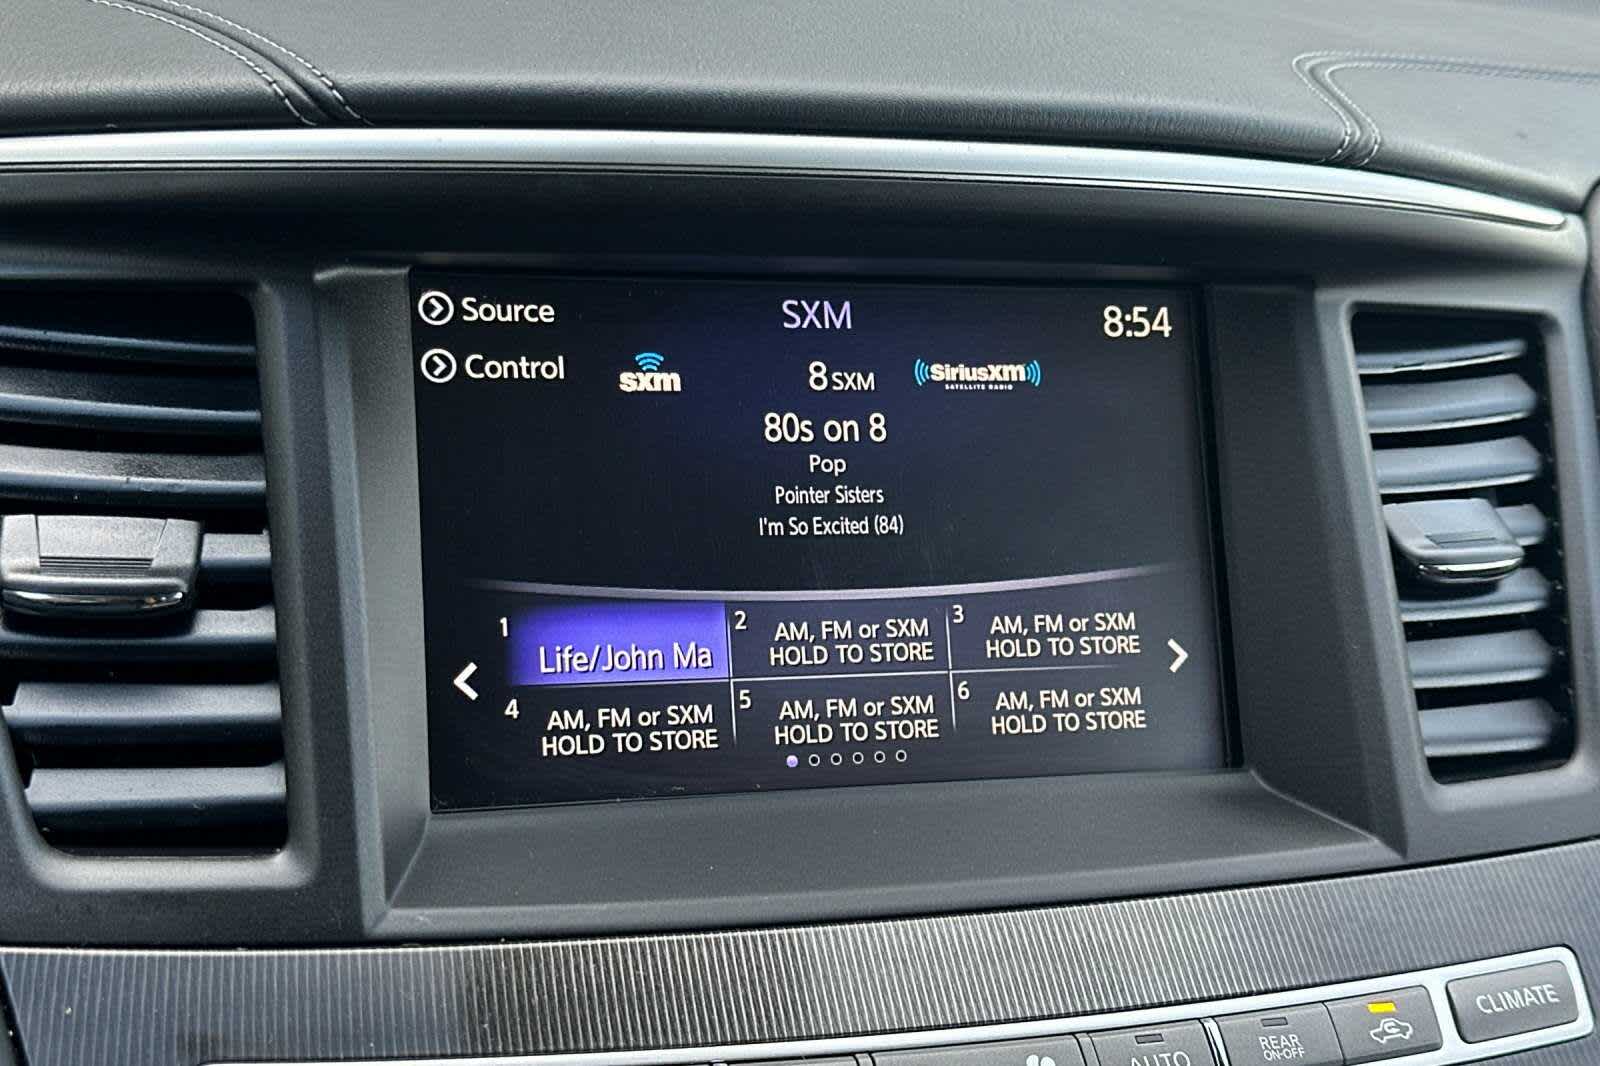 Source
SXM
8:54
Control
sxm
8 SXM
SiriusXM
SATELLITE RADIO
80s on 8
Pop
Pointer Sisters
I'm So Excited (84)
1
Life/John Ma
2
AM, FM or SXM
HOLD TO STORE
3
AM, FM or SXM
HOLD TO STORE
4
AM, FM or SXM
HOLD TO STORE
5
AM, FM or SXM
HOLD TO STORE
6
AM, FM or SXM
HOLD TO STORE
AUTO
REAR
ON-OFF
CLIMATE